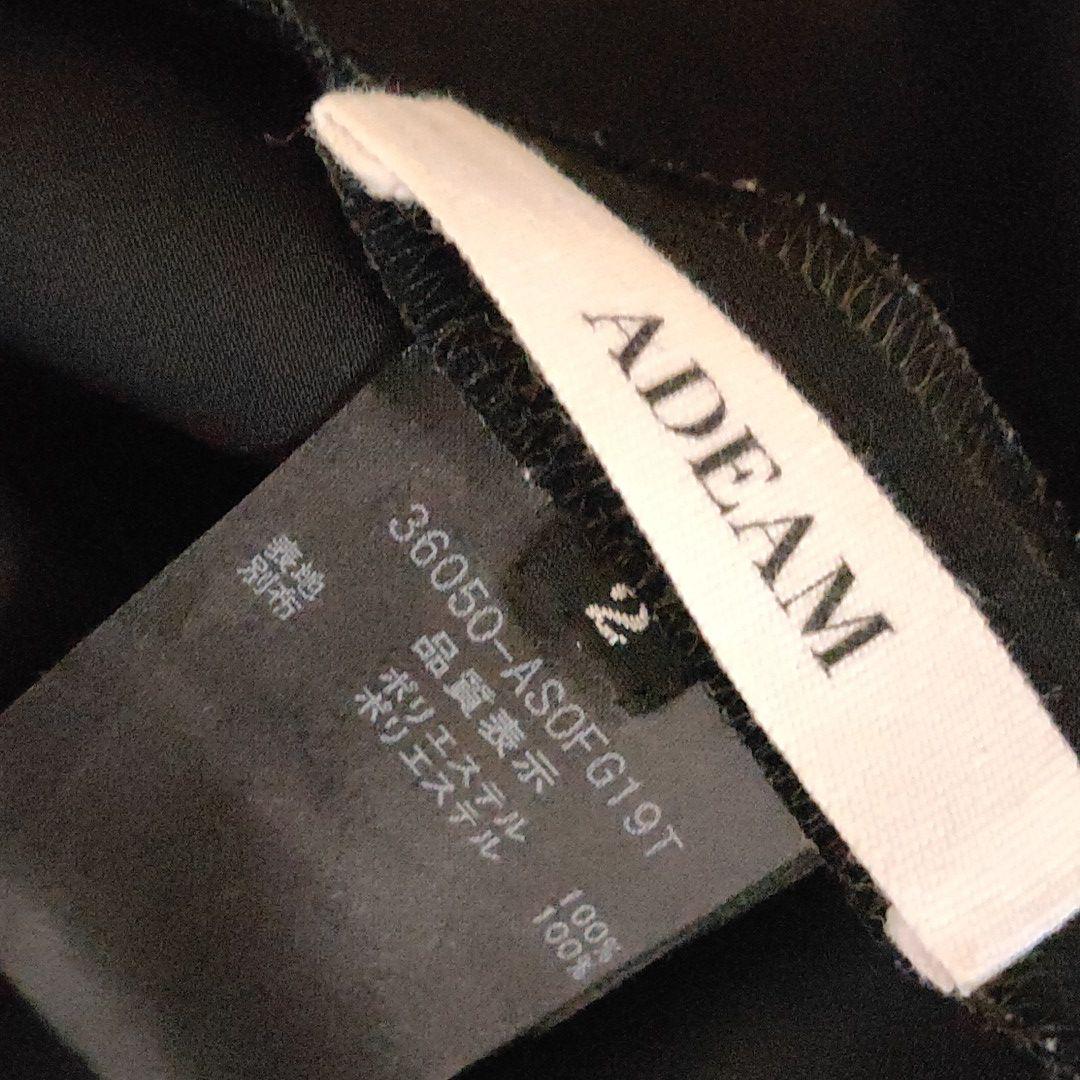 ADEAM
2
36050-ASOFG19T
品質表示
表地 ポリエステル 100%
別布 ポリエステル 100%